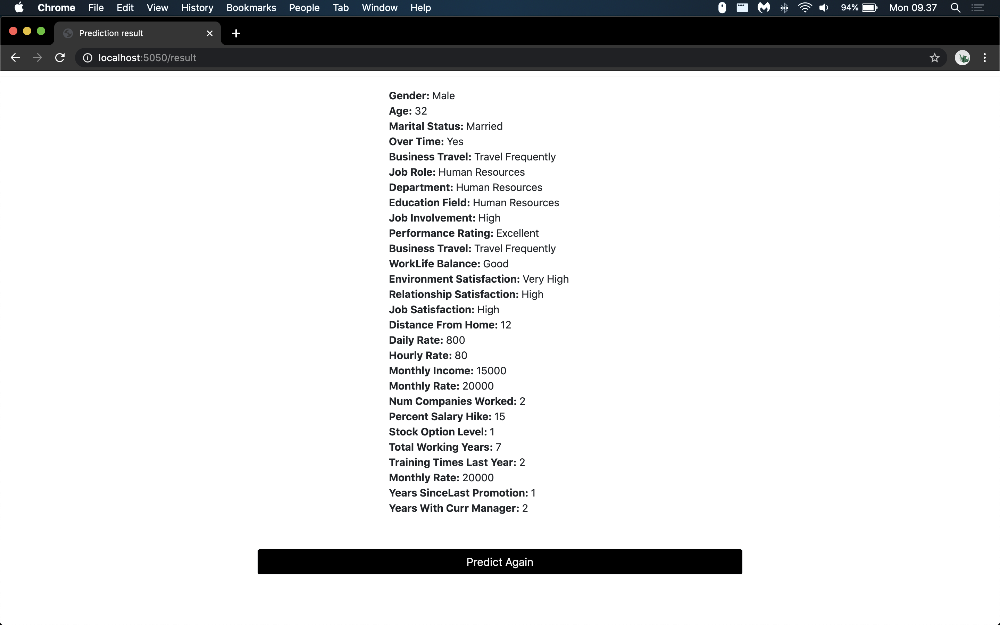 Chrome File Edit View History Bookmarks People Tab Window Help 94% Mon 09.37
Prediction result
localhost:5050/result
Gender: Male
Age: 32
Marital Status: Married
Over Time: Yes
Business Travel: Travel Frequently
Job Role: Human Resources
Department: Human Resources
Education Field: Human Resources
Job Involvement: High
Performance Rating: Excellent
Business Travel: Travel Frequently
WorkLife Balance: Good
Environment Satisfaction: Very High
Relationship Satisfaction: High
Job Satisfaction: High
Distance From Home: 12
Daily Rate: 800
Hourly Rate: 80
Monthly Income: 15000
Monthly Rate: 20000
Num Companies Worked: 2
Percent Salary Hike: 15
Stock Option Level: 1
Total Working Years: 7
Training Times Last Year: 2
Monthly Rate: 20000
Years SinceLast Promotion: 1
Years With Curr Manager: 2
Predict Again